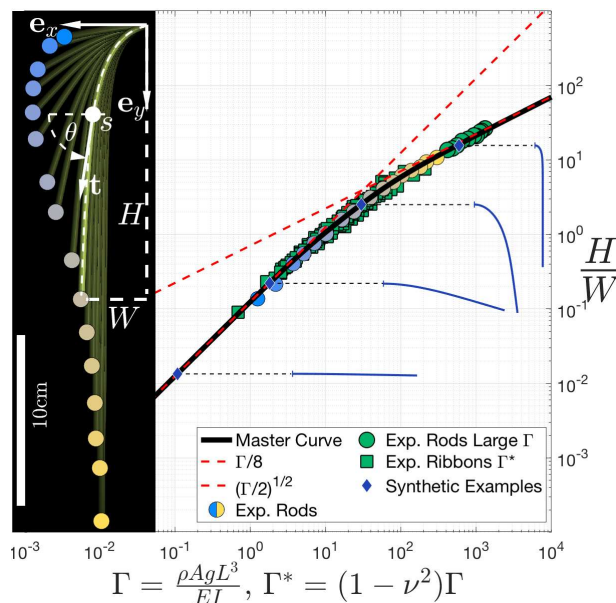 e_x
e_y
s
θ
t
H
W
10cm
10^2
10^1
10^0
10^-1
10^-2
10^-3
H/W
Master Curve
Γ/8
(Γ/2)^1/2
Exp. Rods
Exp. Rods Large Γ
Exp. Ribbons Γ*
Synthetic Examples
10^-3 10^-2 10^-1 10^0 10^1 10^2 10^3 10^4
Γ = ρAgL^3/EI, Γ* = (1 − ν^2)Γ